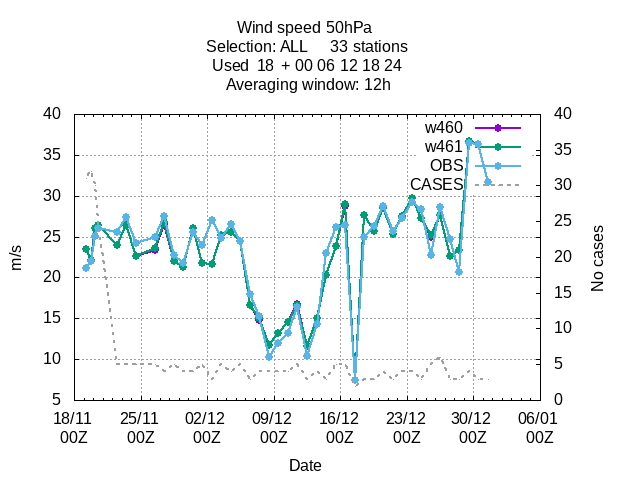 Wind speed 50hPa
Selection: ALL     33 stations
Used  18  + 00 06 12 18 24
Averaging window: 12h
40
35
30
25
20
15
10
5
m/s
40
35
30
25
20
15
10
5
0
No cases
w460
w461
OBS
CASES
18/11 25/11 02/12 09/12 16/12 23/12 30/12 06/01
00Z 00Z 00Z 00Z 00Z 00Z 00Z 00Z
Date